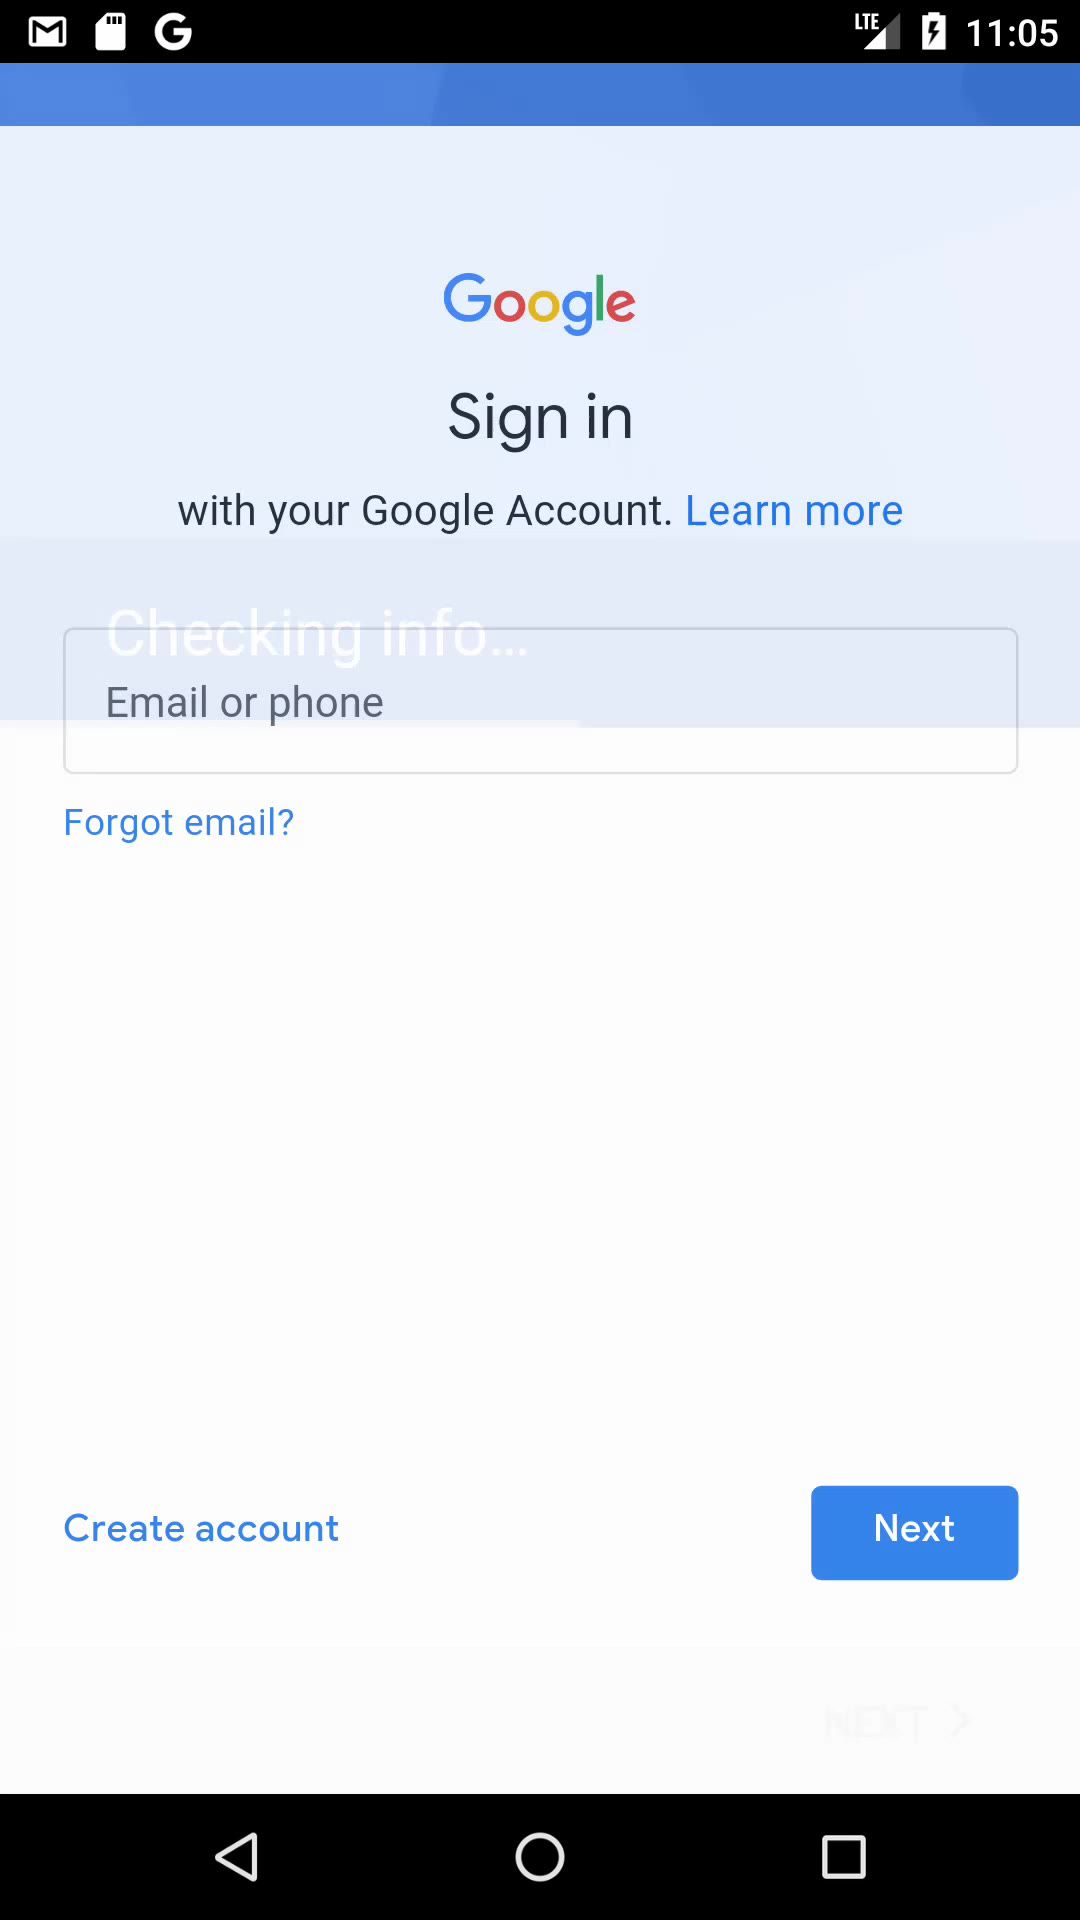 LTE 11:05
Google
Sign in
with your Google Account. Learn more
Checking info...
Email or phone
Forgot email?
Create account
Next
NEXT